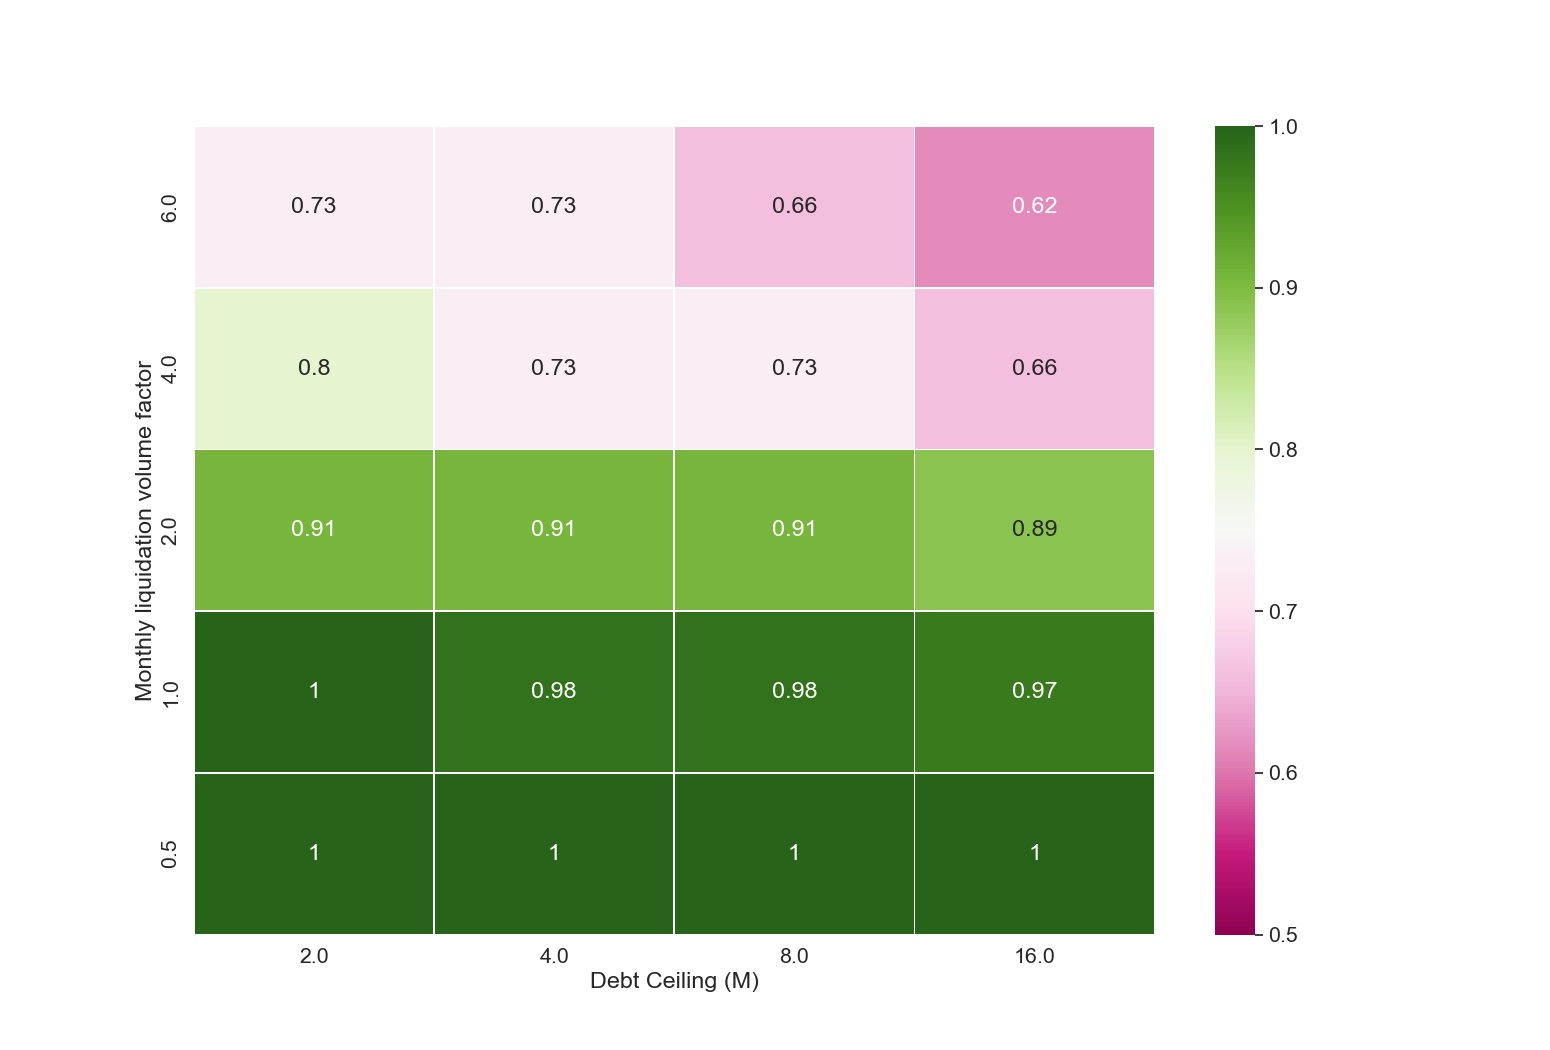 1.0
6.0 0.73 0.73 0.66 0.62
0.9
4.0 0.8 0.73 0.73 0.66
0.8
Monthly liquidation volume factor
2.0 0.91 0.91 0.91 0.89
0.7
1.0 1 0.98 0.98 0.97
0.6
0.5 1 1 1 1
0.5
2.0 4.0 8.0 16.0
Debt Ceiling (M)